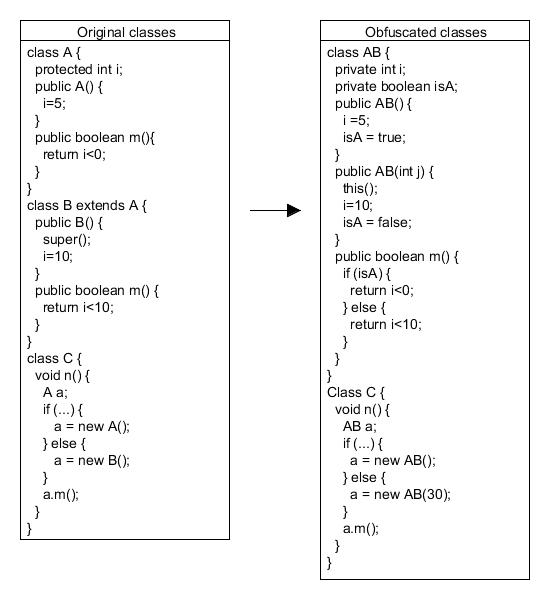 Original classes
class A {
protected int i;
public A() {
i=5;
}
public boolean m(){
return i<0;
}
}
class B extends A {
public B() {
super();
i=10;
}
public boolean m() {
return i<10;
}
}
class C {
void n() {
A a;
if (...) {
a = new A();
} else {
a = new B();
}
a.m();
}
}
Obfuscated classes
class AB {
private int i;
private boolean isA;
public AB() {
i =5;
isA = true;
}
public AB(int j) {
this();
i=10;
isA = false;
}
public boolean m() {
if (isA) {
return i<0;
} else {
return i<10;
}
}
}
Class C {
void n() {
AB a;
if (...) {
a = new AB();
} else {
a = new AB(30);
}
a.m();
}
}